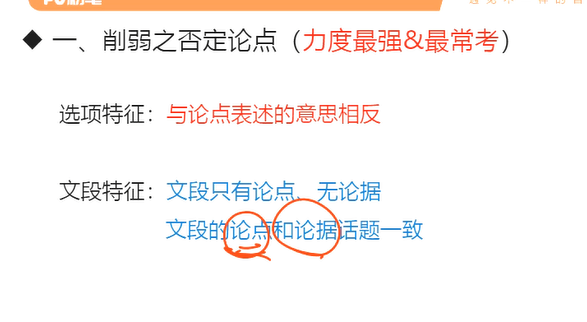 ◆ 一、削弱之否定论点（力度最强&最常考）
选项特征：与论点表述的意思相反
文段特征：文段只有论点、无论据
文段的论点和论据话题一致